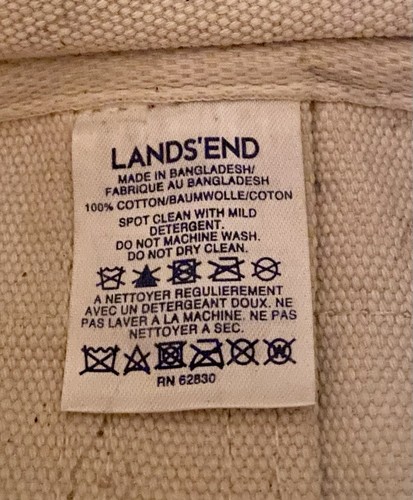 LANDS'END
MADE IN BANGLADESH/
FABRIQUE AU BANGLADESH
100% COTTON/BAUMWOLLE/COTON
SPOT CLEAN WITH MILD
DETERGENT.
DO NOT MACHINE WASH.
DO NOT DRY CLEAN.
A NETTOYER REGULIEREMENT
AVEC UN DETERGEANT DOUX. NE
PAS LAVER A LA MACHINE. NE PAS
NETTOYER A SEC.
W
RN 62830